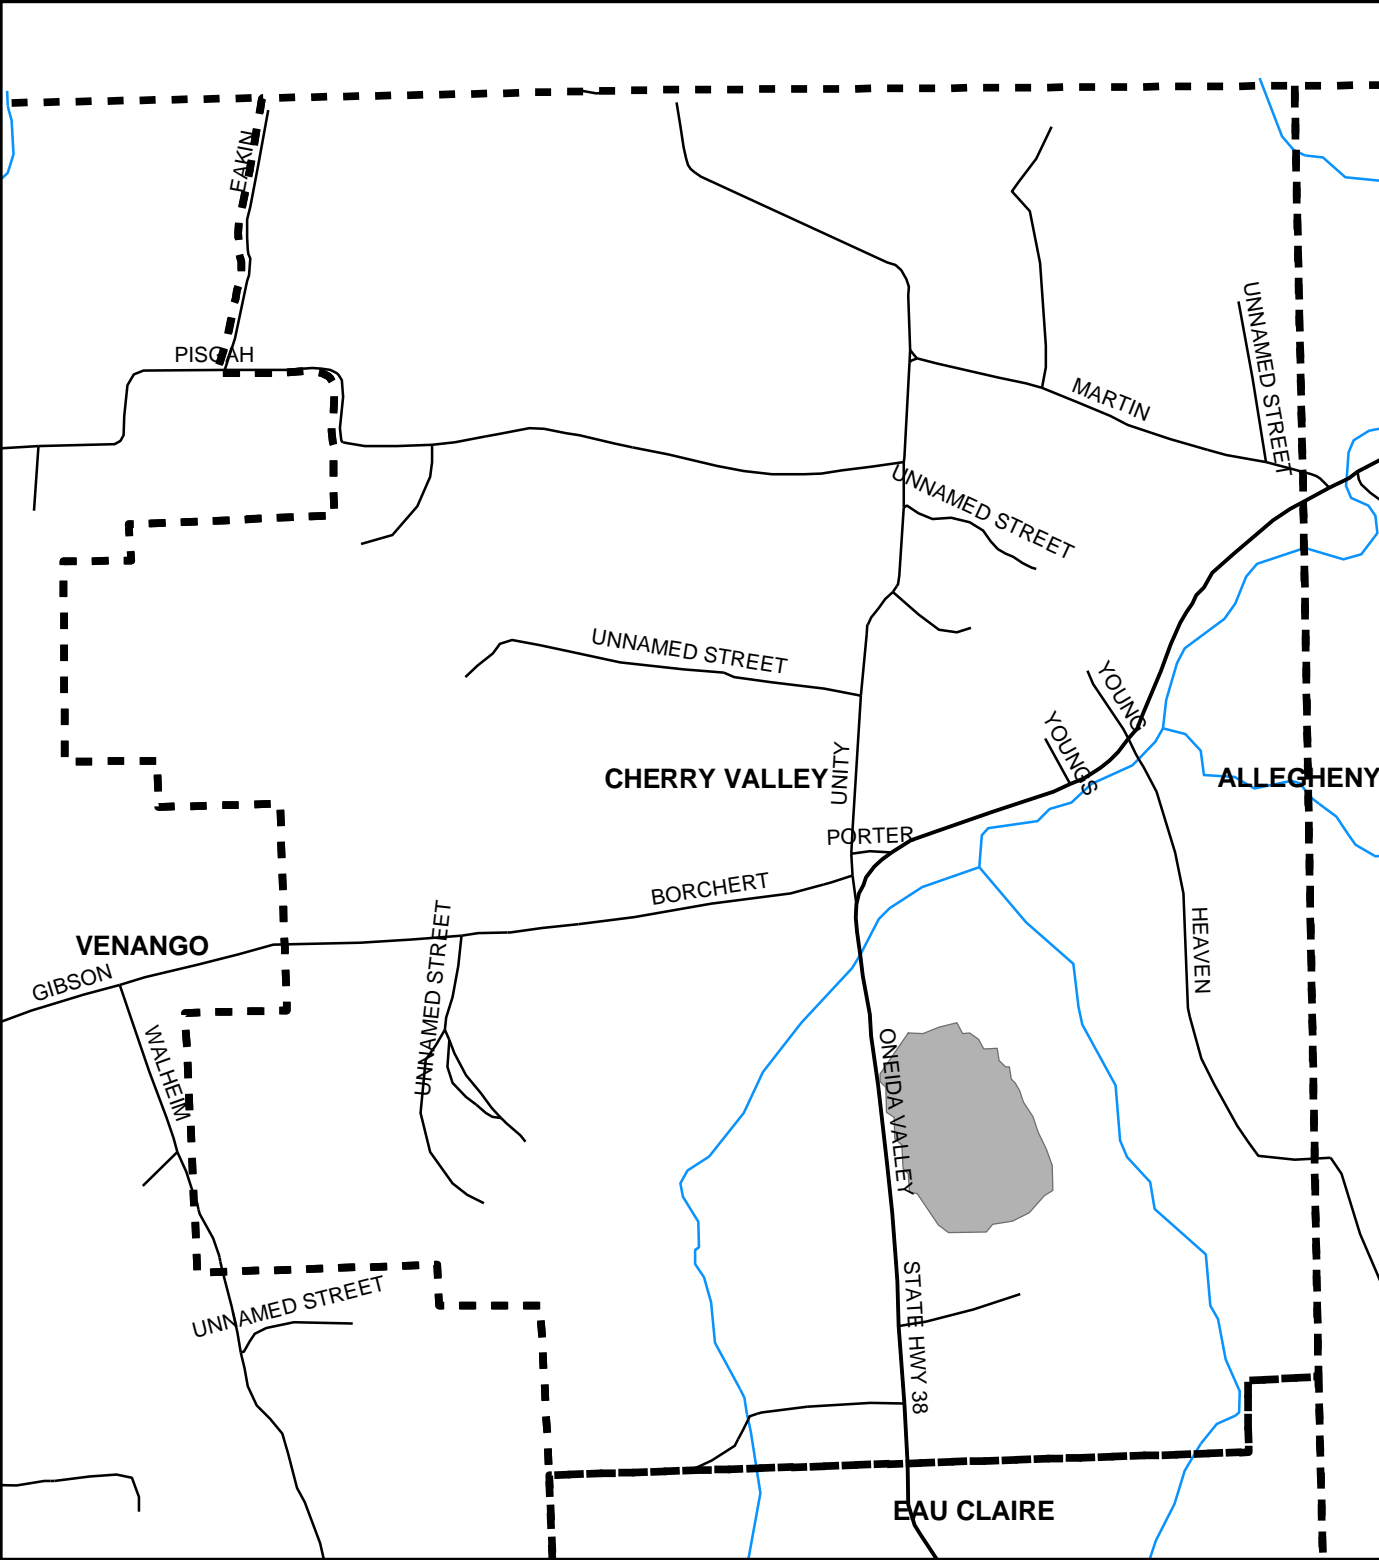 EAKIN
PISGAH
UNNAMED STREET
MARTIN
UNNAMED STREET
UNNAMED STREET
YOUNG
YOUNGS
UNITY
CHERRY VALLEY
ALLEGHENY
PORTER
BORCHERT
UNNAMED STREET
VENANGO
GIBSON
HEAVEN
WALHEIM
ONEIDA VALLEY
UNNAMED STREET
STATE HWY 38
EAU CLAIRE